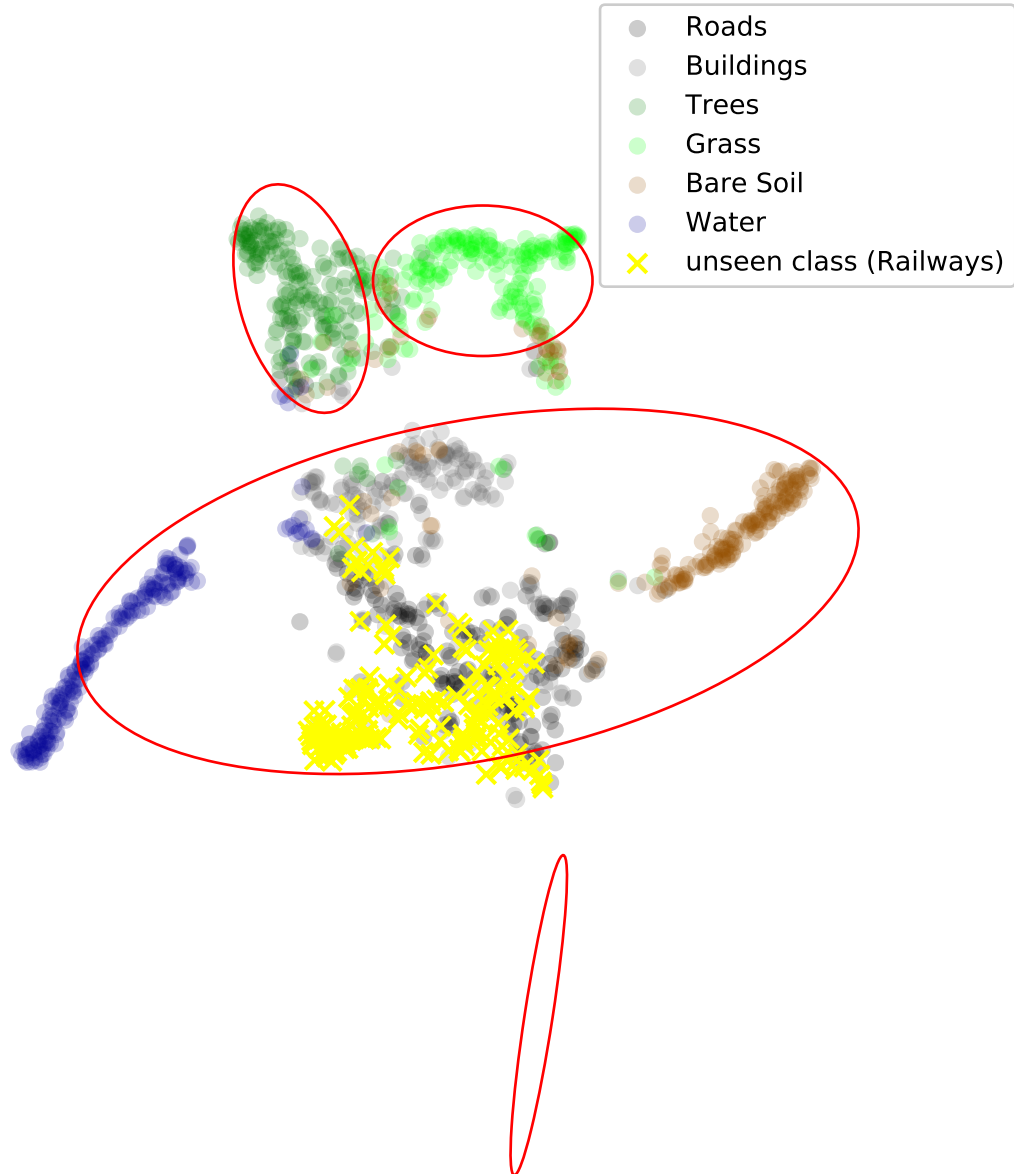 Roads
Buildings
Trees
Grass
Bare Soil
Water
unseen class (Railways)